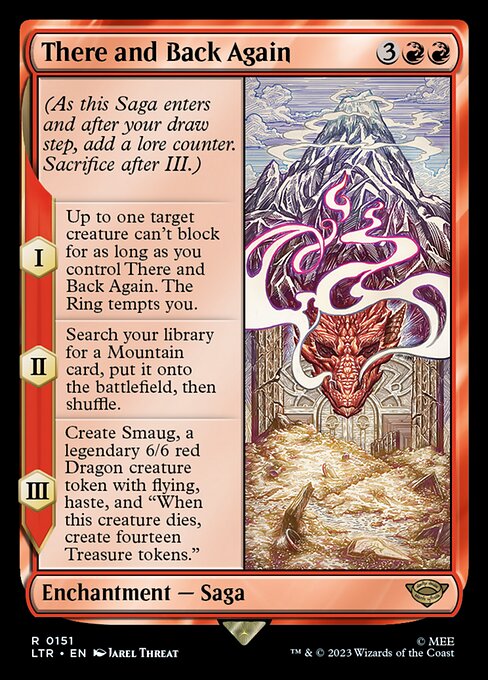 There and Back Again 3
(As this Saga enters
and after your draw
step, add a lore counter.
Sacrifice after III.)
I
Up to one target
creature can't block
for as long as you
control There and
Back Again. The
Ring tempts you.
II
Search your library
for a Mountain
card, put it onto
the battlefield, then
shuffle.
III
Create Smaug, a
legendary 6/6 red
Dragon creature
token with flying,
haste, and “When
this creature dies,
create fourteen
Treasure tokens.”
Enchantment — Saga
R 0151
LTR • EN Jarel Threat
© MEE
™ & © 2023 Wizards of the Coast